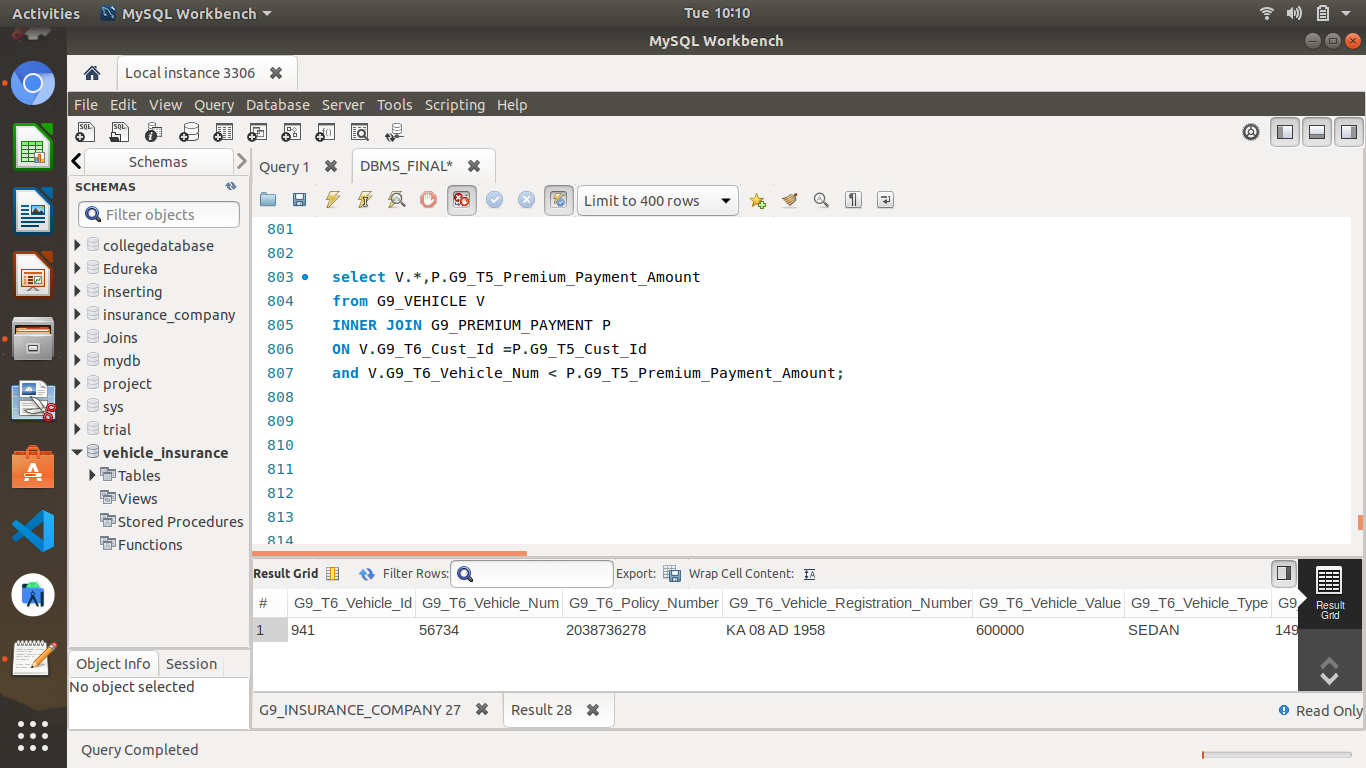 Activities MySQL Workbench Tue 10:10
MySQL Workbench
Local instance 3306
File Edit View Query Database Server Tools Scripting Help
Schemas
SCHEMAS
Filter objects
collegedatabase
Edureka
inserting
insurance_company
Joins
mydb
project
sys
trial
vehicle_insurance
Tables
Views
Stored Procedures
Functions
Object Info Session
No object selected
Query 1 DBMS_FINAL*
Limit to 400 rows
801
802
803 select V.*,P.G9_T5_Premium_Payment_Amount
804 from G9_VEHICLE V
805 INNER JOIN G9_PREMIUM_PAYMENT P
806 ON V.G9_T6_Cust_Id =P.G9_T5_Cust_Id
807 and V.G9_T6_Vehicle_Num < P.G9_T5_Premium_Payment_Amount;
808
809
810
811
812
813
814
Result Grid Filter Rows: Export: Wrap Cell Content:
# G9_T6_Vehicle_Id G9_T6_Vehicle_Num G9_T6_Policy_Number G9_T6_Vehicle_Registration_Number G9_T6_Vehicle_Value G9_T6_Vehicle_Type G9_
1 941 56734 2038736278 KA 08 AD 1958 600000 SEDAN 149
Result
Grid
G9_INSURANCE_COMPANY 27 Result 28 Read Only
Query Completed